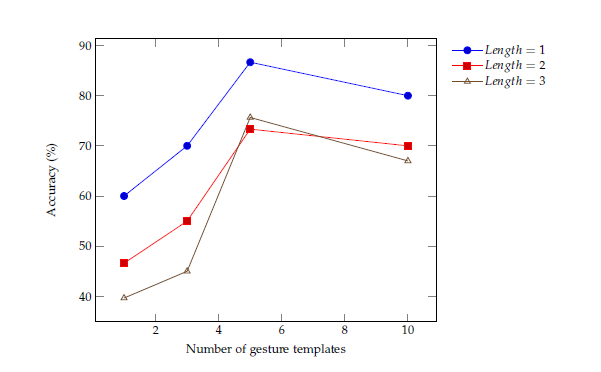 Length = 1
Length = 2
Length = 3
90
80
70
60
50
40
Accuracy (%)
2 4 6 8 10
Number of gesture templates